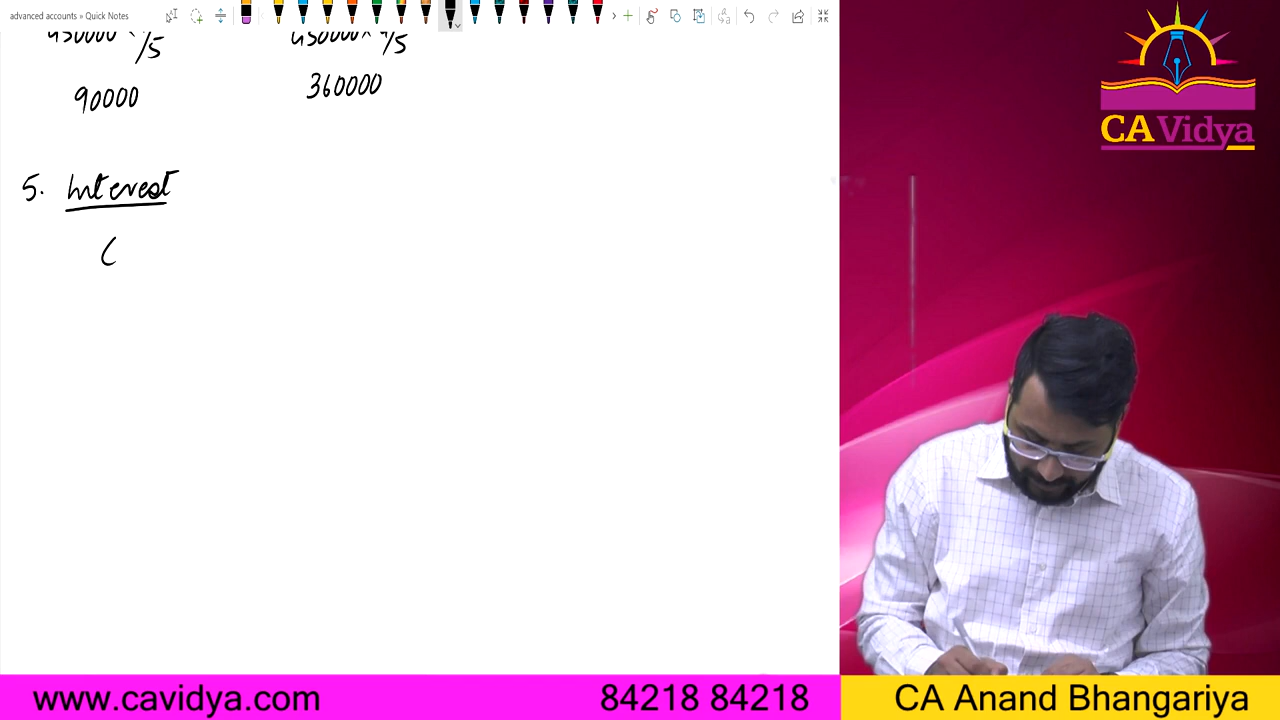 advanced accounts » Quick Notes
450000 × 1/5 450000 × 4/5
90000 360000
5. Interest
(
CA Vidya
www.cavidya.com 84218 84218 CA Anand Bhangariya